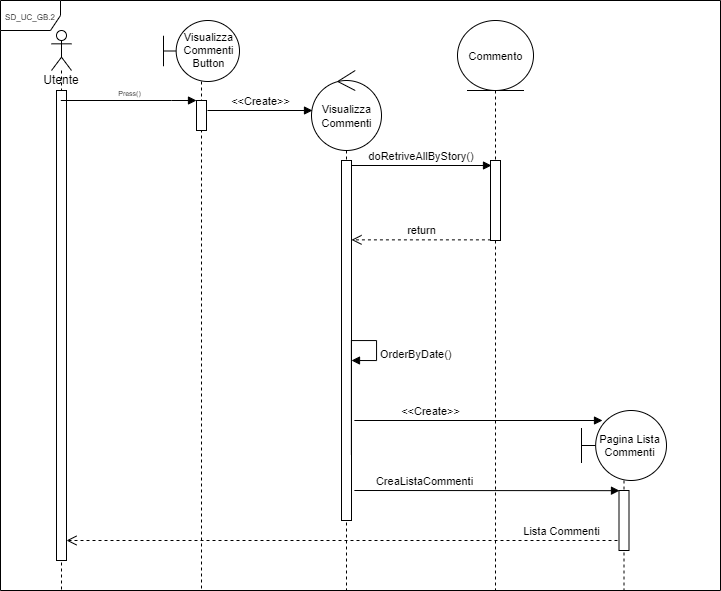 SD_UC_GB.2
Utente
Visualizza
Commenti
Button
Commento
Press()
<<Create>>
Visualizza
Commenti
doRetriveAllByStory()
return
OrderByDate()
<<Create>>
Pagina Lista
Commenti
CreaListaCommenti
Lista Commenti